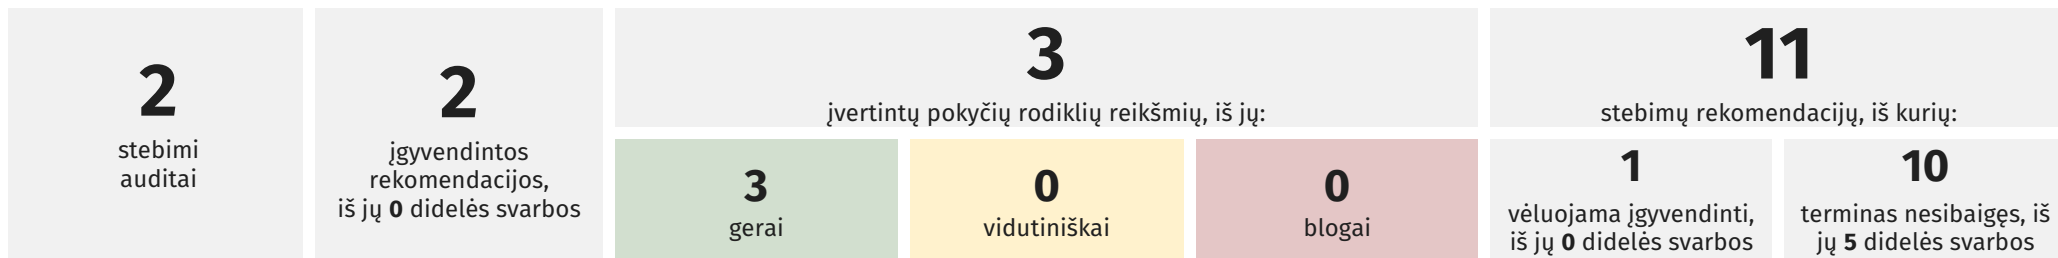 2
stebimi
auditai
2
įgyvendintos
rekomendacijos,
iš jų 0 didelės svarbos
3
įvertintų pokyčių rodiklių reikšmių, iš jų:
3
gerai
0
vidutiniškai
0
blogai
11
stebimų rekomendacijų, iš kurių:
1
vėluojama įgyvendinti,
iš jų 0 didelės svarbos
10
terminas nesibaigęs, iš
jų 5 didelės svarbos